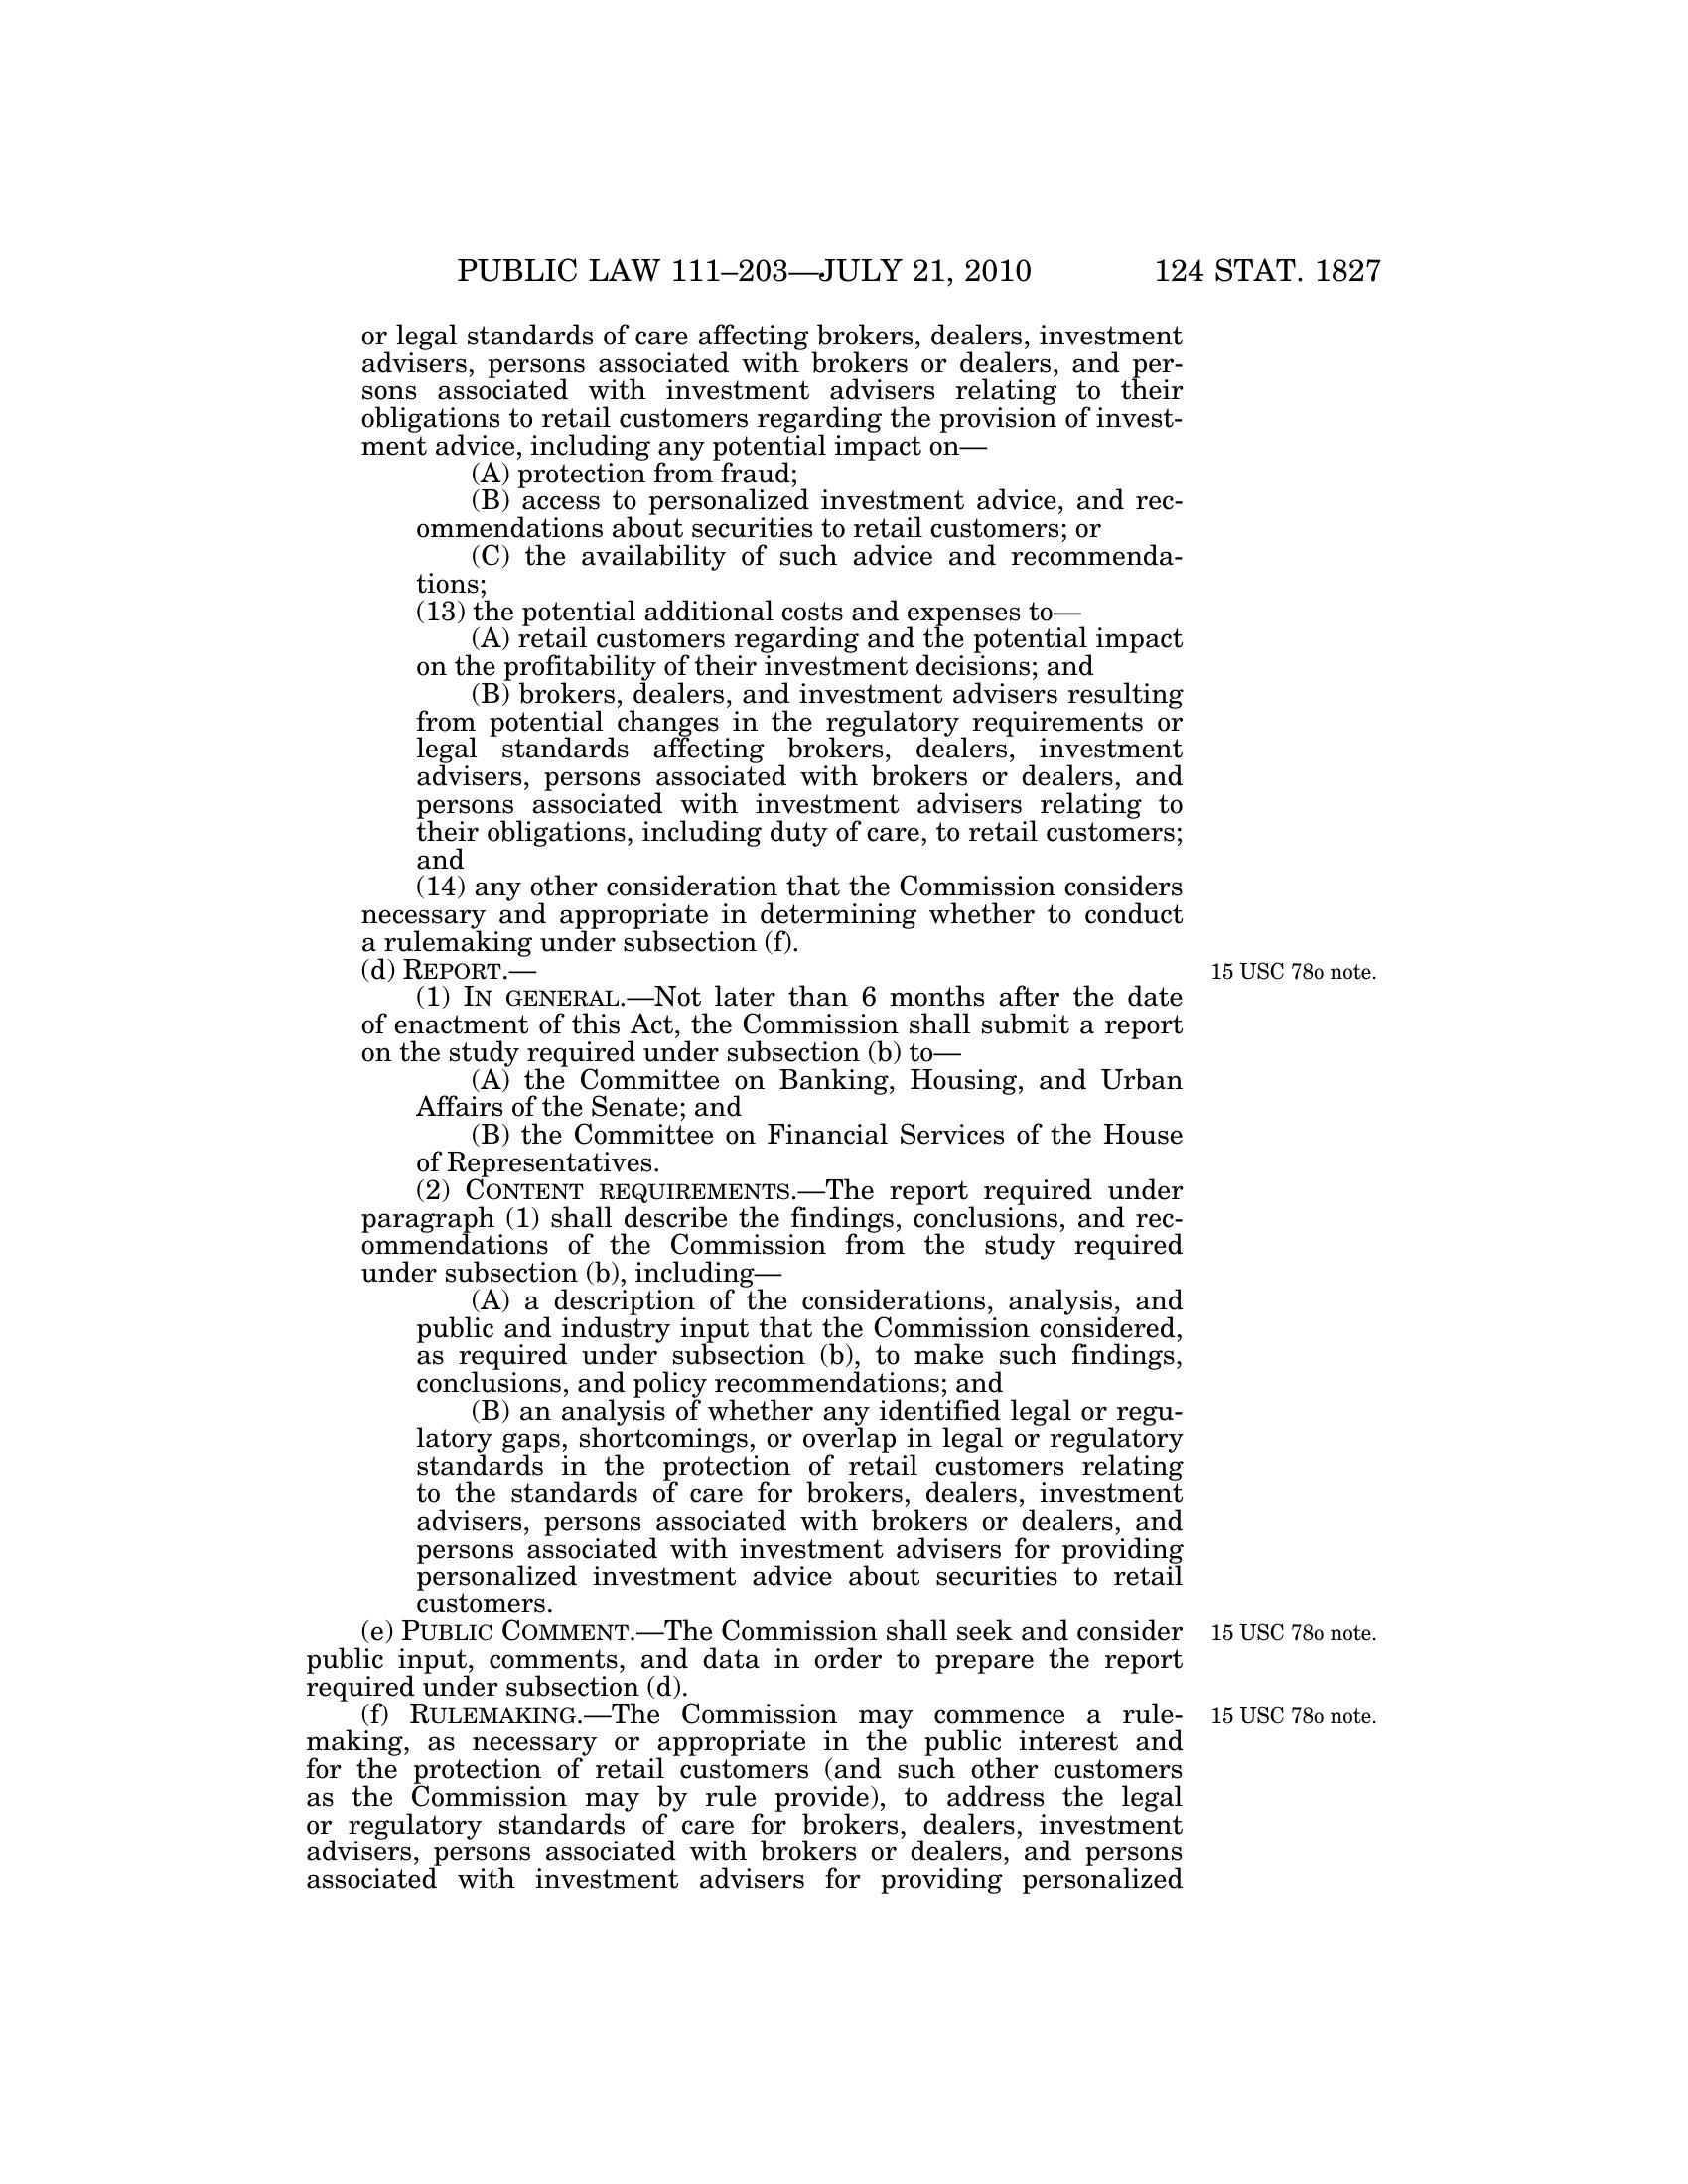 PUBLIC LAW 111–203—JULY 21, 2010 124 STAT. 1827
or legal standards of care affecting brokers, dealers, investment
advisers, persons associated with brokers or dealers, and per-
sons associated with investment advisers relating to their
obligations to retail customers regarding the provision of invest-
ment advice, including any potential impact on—
(A) protection from fraud;
(B) access to personalized investment advice, and rec-
ommendations about securities to retail customers; or
(C) the availability of such advice and recommenda-
tions;
(13) the potential additional costs and expenses to—
(A) retail customers regarding and the potential impact
on the profitability of their investment decisions; and
(B) brokers, dealers, and investment advisers resulting
from potential changes in the regulatory requirements or
legal standards affecting brokers, dealers, investment
advisers, persons associated with brokers or dealers, and
persons associated with investment advisers relating to
their obligations, including duty of care, to retail customers;
and
(14) any other consideration that the Commission considers
necessary and appropriate in determining whether to conduct
a rulemaking under subsection (f).
(d) REPORT.— 15 USC 78o note.
(1) IN GENERAL.—Not later than 6 months after the date
of enactment of this Act, the Commission shall submit a report
on the study required under subsection (b) to—
(A) the Committee on Banking, Housing, and Urban
Affairs of the Senate; and
(B) the Committee on Financial Services of the House
of Representatives.
(2) CONTENT REQUIREMENTS.—The report required under
paragraph (1) shall describe the findings, conclusions, and rec-
ommendations of the Commission from the study required
under subsection (b), including—
(A) a description of the considerations, analysis, and
public and industry input that the Commission considered,
as required under subsection (b), to make such findings,
conclusions, and policy recommendations; and
(B) an analysis of whether any identified legal or regu-
latory gaps, shortcomings, or overlap in legal or regulatory
standards in the protection of retail customers relating
to the standards of care for brokers, dealers, investment
advisers, persons associated with brokers or dealers, and
persons associated with investment advisers for providing
personalized investment advice about securities to retail
customers.
(e) PUBLIC COMMENT.—The Commission shall seek and consider 15 USC 78o note.
public input, comments, and data in order to prepare the report
required under subsection (d).
(f) RULEMAKING.—The Commission may commence a rule- 15 USC 78o note.
making, as necessary or appropriate in the public interest and
for the protection of retail customers (and such other customers
as the Commission may by rule provide), to address the legal
or regulatory standards of care for brokers, dealers, investment
advisers, persons associated with brokers or dealers, and persons
associated with investment advisers for providing personalized